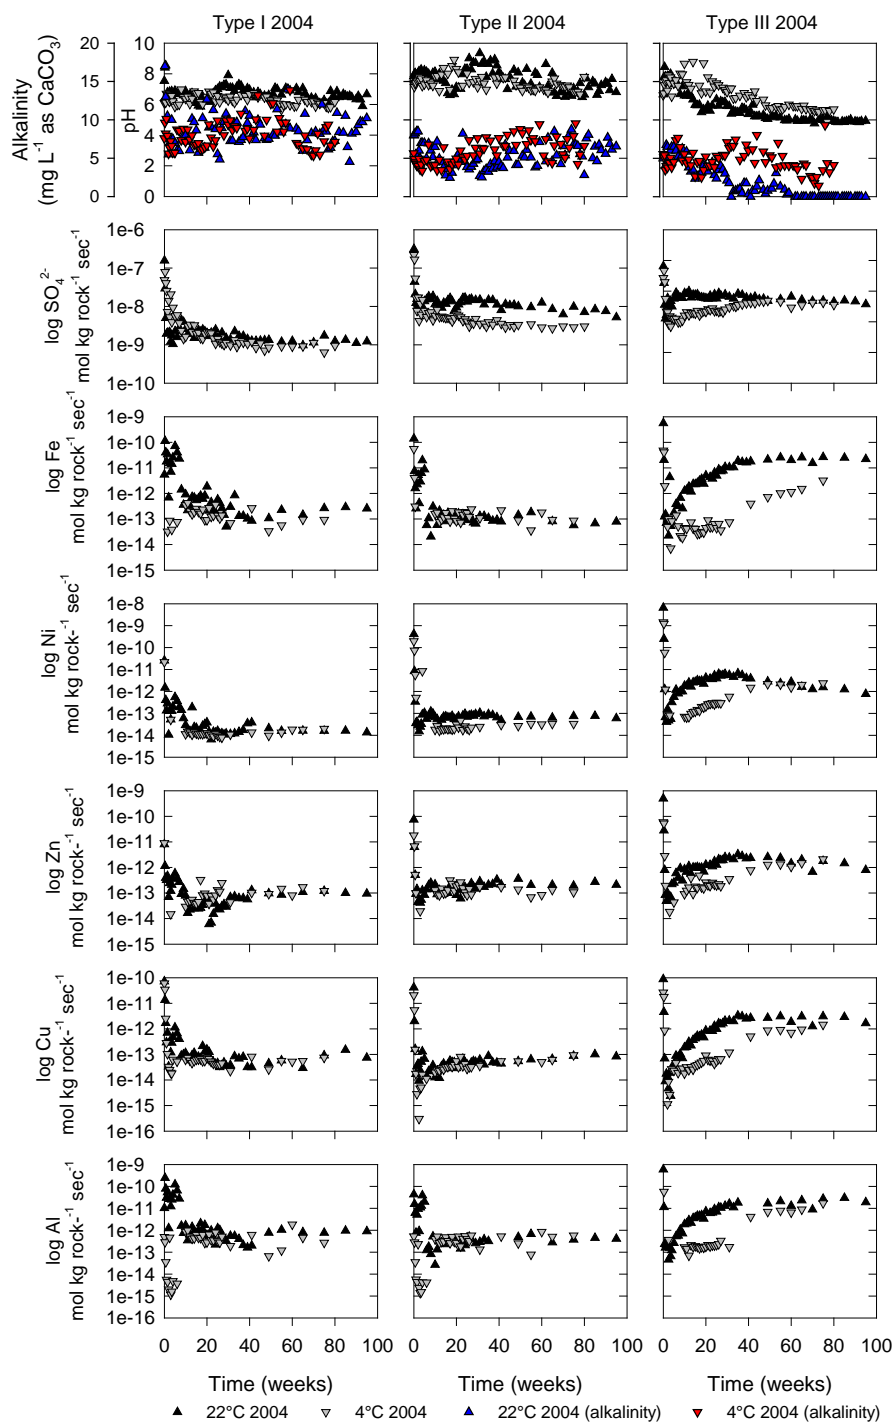 Type I 2004 Type II 2004 Type III 2004
Alkalinity
(mg L⁻¹ as CaCO₃)
20
15
10
5
0
pH
10
8
6
4
2
0
log SO₄²⁻
mol kg rock⁻¹ sec⁻¹
1e-6
1e-7
1e-8
1e-9
1e-10
log Fe
mol kg rock-⁻¹ sec⁻¹
1e-9
1e-10
1e-11
1e-12
1e-13
1e-14
1e-15
log Ni
mol kg rock-⁻¹ sec⁻¹
1e-8
1e-9
1e-10
1e-11
1e-12
1e-13
1e-14
1e-15
log Zn
mol kg rock-⁻¹ sec⁻¹
1e-9
1e-10
1e-11
1e-12
1e-13
1e-14
1e-15
log Cu
mol kg rock-⁻¹ sec⁻¹
1e-10
1e-11
1e-12
1e-13
1e-14
1e-15
1e-16
log Al
mol kg rock-⁻¹ sec⁻¹
1e-9
1e-10
1e-11
1e-12
1e-13
1e-14
1e-15
1e-16
0 20 40 60 80 100 0 20 40 60 80 100 0 20 40 60 80 100
Time (weeks) Time (weeks) Time (weeks)
22°C 2004 4°C 2004 22°C 2004 (alkalinity) 4°C 2004 (alkalinity)